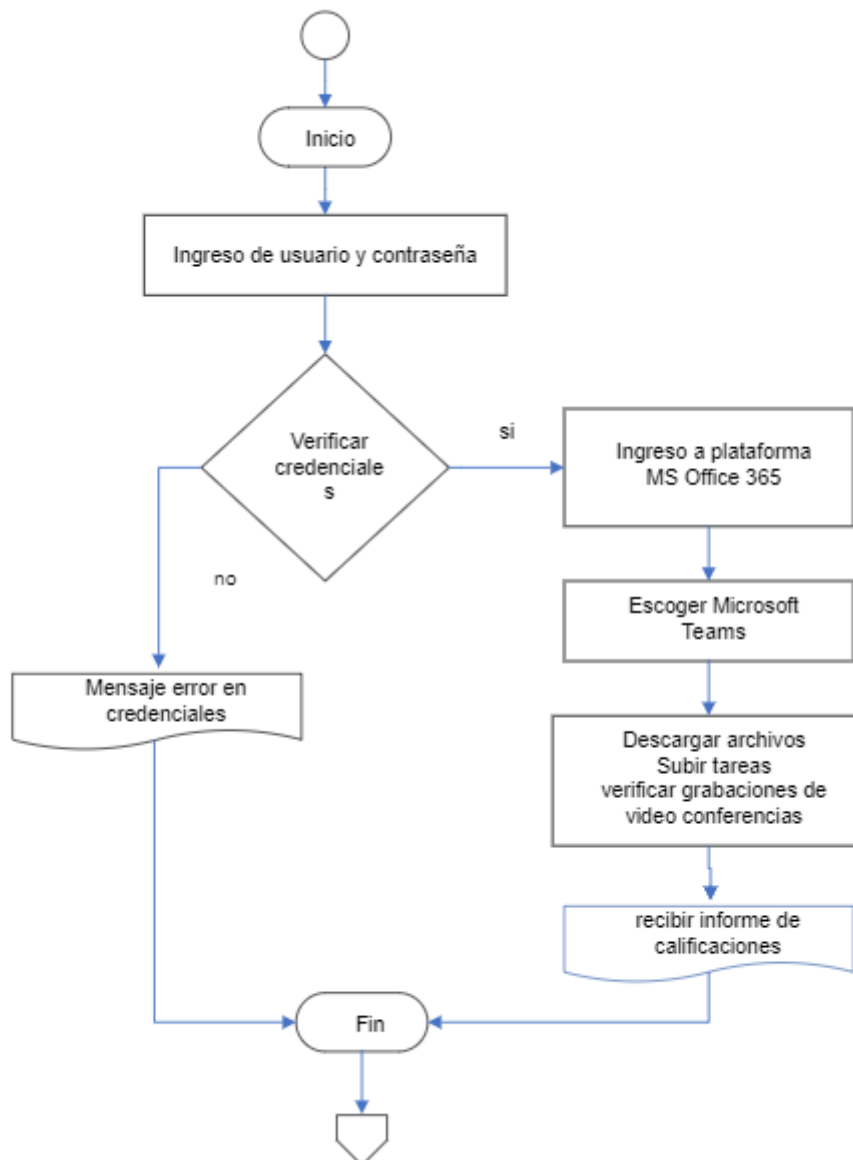 Inicio
Ingreso de usuario y contraseña
Verificar
credenciale
s
si
Ingreso a plataforma
MS Office 365
no
Escoger Microsoft
Teams
Mensaje error en
credenciales
Descargar archivos
Subir tareas
verificar grabaciones de
video conferencias
recibir informe de
calificaciones
Fin